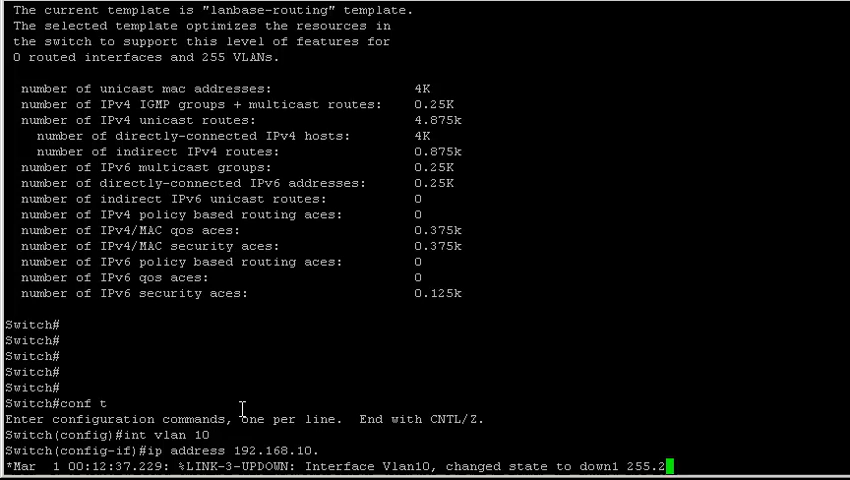 The current template is "lanbase-routing" template.
The selected template optimizes the resources in
the switch to support this level of features for
0 routed interfaces and 255 VLANs.
number of unicast mac addresses: 4K
number of IPv4 IGMP groups + multicast routes: 0.25K
number of IPv4 unicast routes: 4.875k
number of directly-connected IPv4 hosts: 4K
number of indirect IPv4 routes: 0.875k
number of IPv6 multicast groups: 0.25K
number of directly-connected IPv6 addresses: 0.25K
number of indirect IPv6 unicast routes: 0
number of IPv4 policy based routing aces: 0
number of IPv4/MAC qos aces: 0.375k
number of IPv4/MAC security aces: 0.375k
number of IPv6 policy based routing aces: 0
number of IPv6 qos aces: 0
number of IPv6 security aces: 0.125k
Switch#
Switch#
Switch#
Switch#
Switch#
Switch#conf t
Enter configuration commands, one per line. End with CNTL/Z.
Switch(config)#int vlan 10
Switch(config-if)#ip address 192.168.10.
*Mar 1 00:12:37.229: %LINK-3-UPDOWN: Interface Vlan10, changed state to down1 255.2